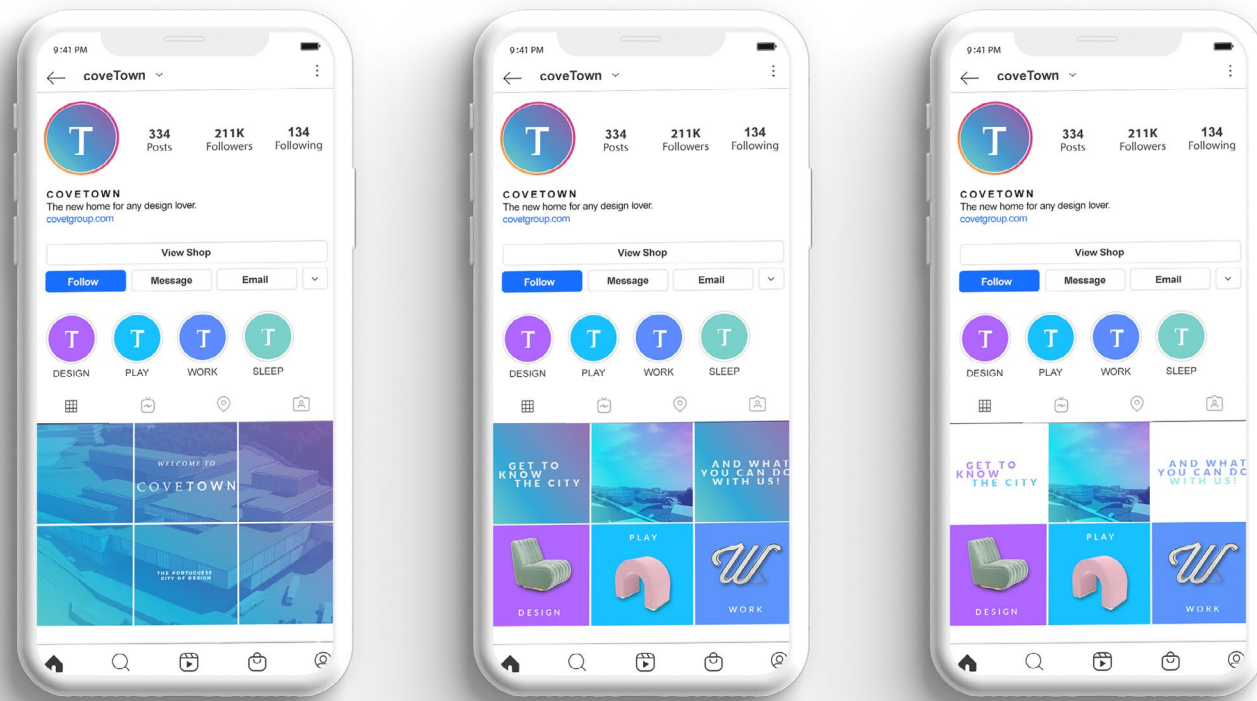 9:41 PM
coveTown
T
334 211K 134
Posts Followers Following
COVETOWN
The new home for any design lover.
covetgroup.com
View Shop
Follow Message Email
T T T T
DESIGN PLAY WORK SLEEP
WELCOME TO
COVETOWN
THE PORTUGUESE
CITY OF DESIGN
9:41 PM
coveTown
T
334 211K 134
Posts Followers Following
COVETOWN
The new home for any design lover.
covetgroup.com
View Shop
Follow Message Email
T T T T
DESIGN PLAY WORK SLEEP
GET TO
KNOW
THE CITY
AND WHAT
YOU CAN DO
WITH US!
PLAY
W
DESIGN
WORK
9:41 PM
coveTown
T
334 211K 134
Posts Followers Following
COVETOWN
The new home for any design lover.
covetgroup.com
View Shop
Follow Message Email
T T T T
DESIGN PLAY WORK SLEEP
GET TO
KNOW
THE CITY
AND WHAT
YOU CAN DO
WITH US!
PLAY
W
DESIGN
WORK